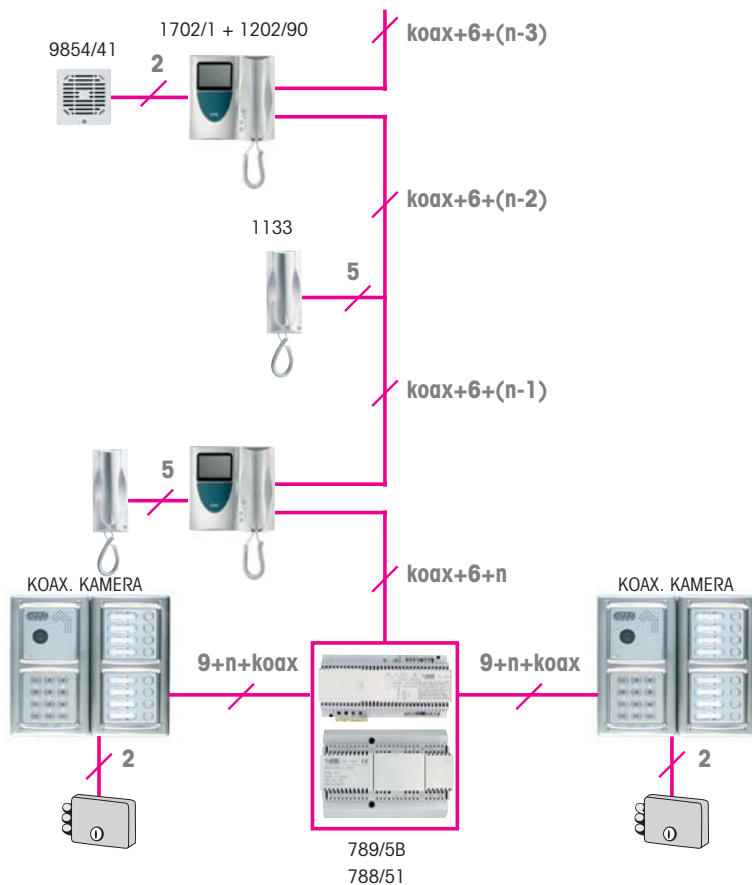 1702/1 + 1202/90
koax+6+(n-3)
9854/41
2
koax+6+(n-2)
1133
5
koax+6+(n-1)
5
koax+6+n
KOAX. KAMERA
KOAX. KAMERA
9+n+koax
9+n+koax
2
2
789/5B
788/51